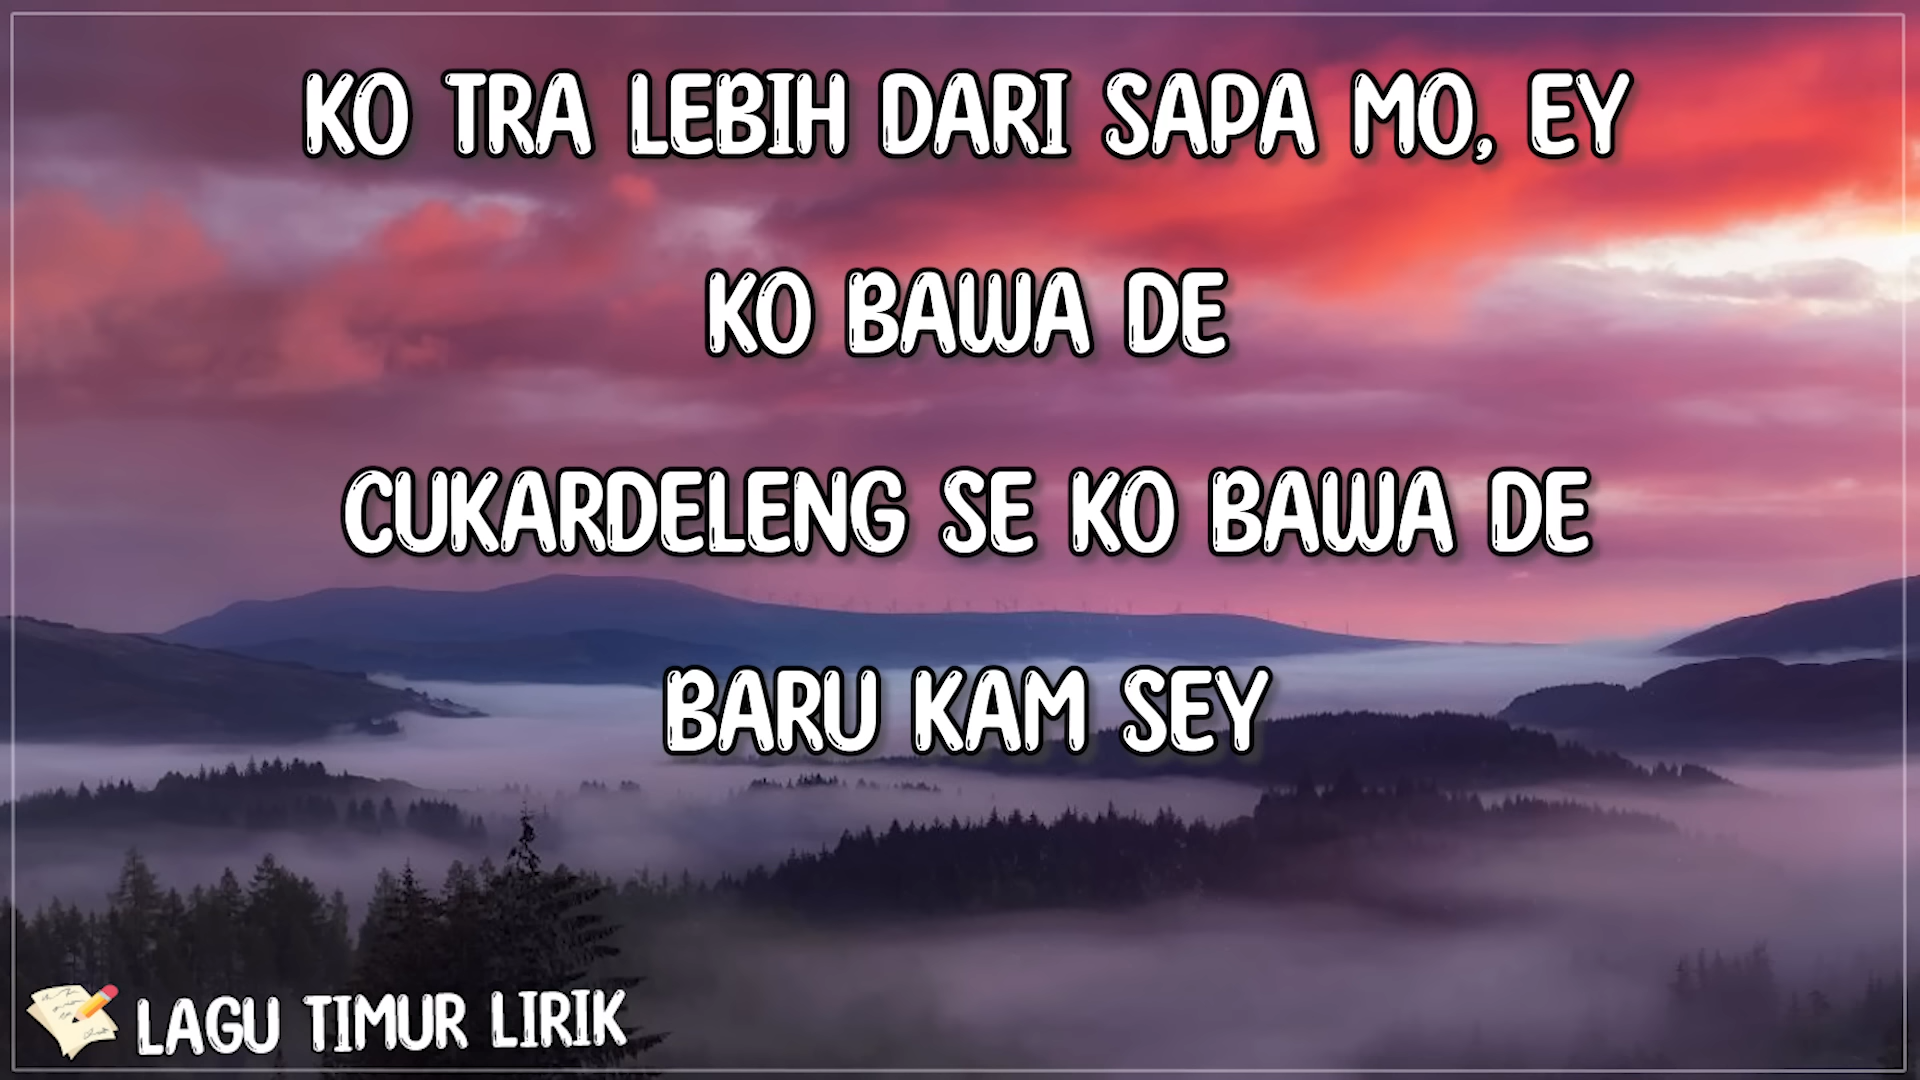 KO TRA LEBIH DARI SAPA MO, EY
KO BAWA DE
CUKARDELENG SE KO BAWA DE
BARU KAM SEY
LAGU TIMUR LIRIK